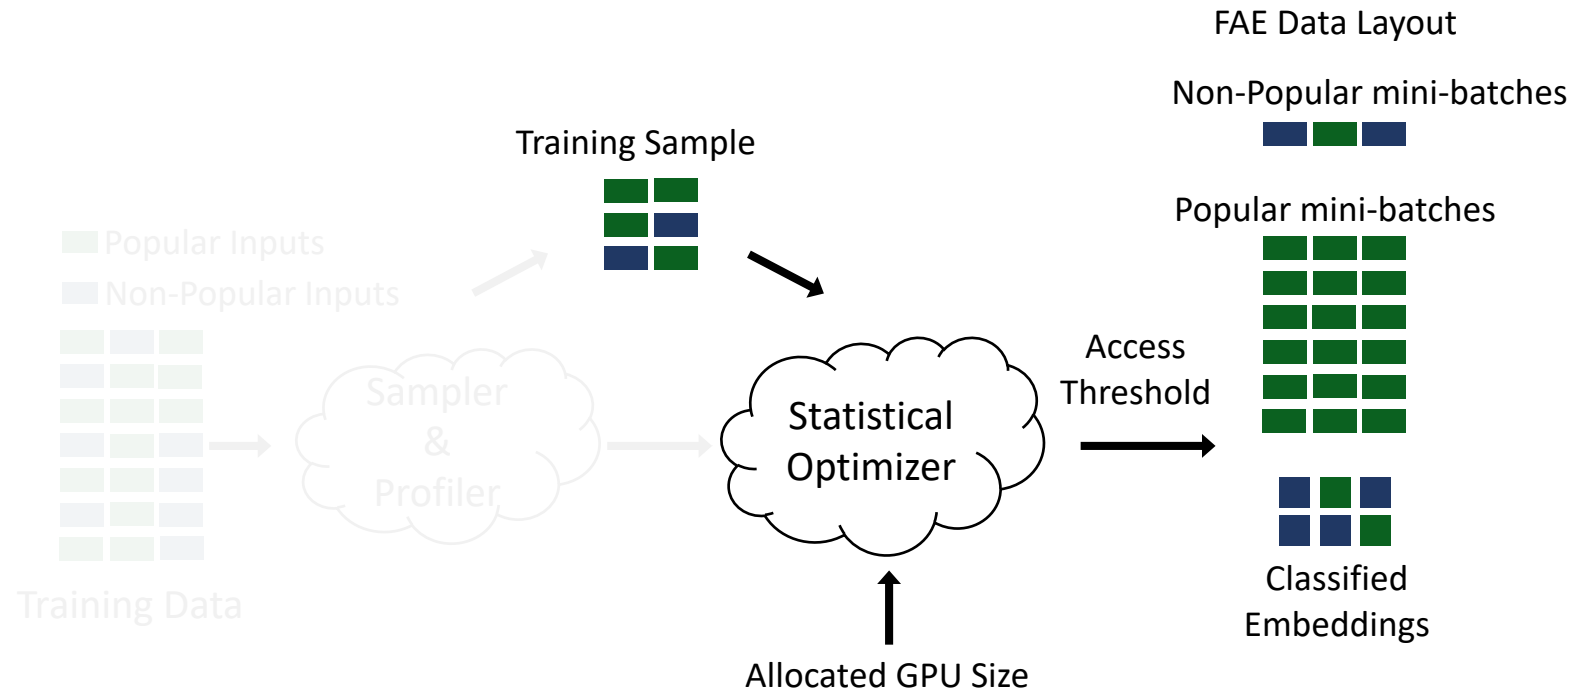 FAE Data Layout
Non-Popular mini-batches
Training Sample
Popular mini-batches
Popular Inputs
Non-Popular Inputs
Access
Threshold
Sampler
&
Profiler
Statistical
Optimizer
Classified
Embeddings
Training Data
Allocated GPU Size